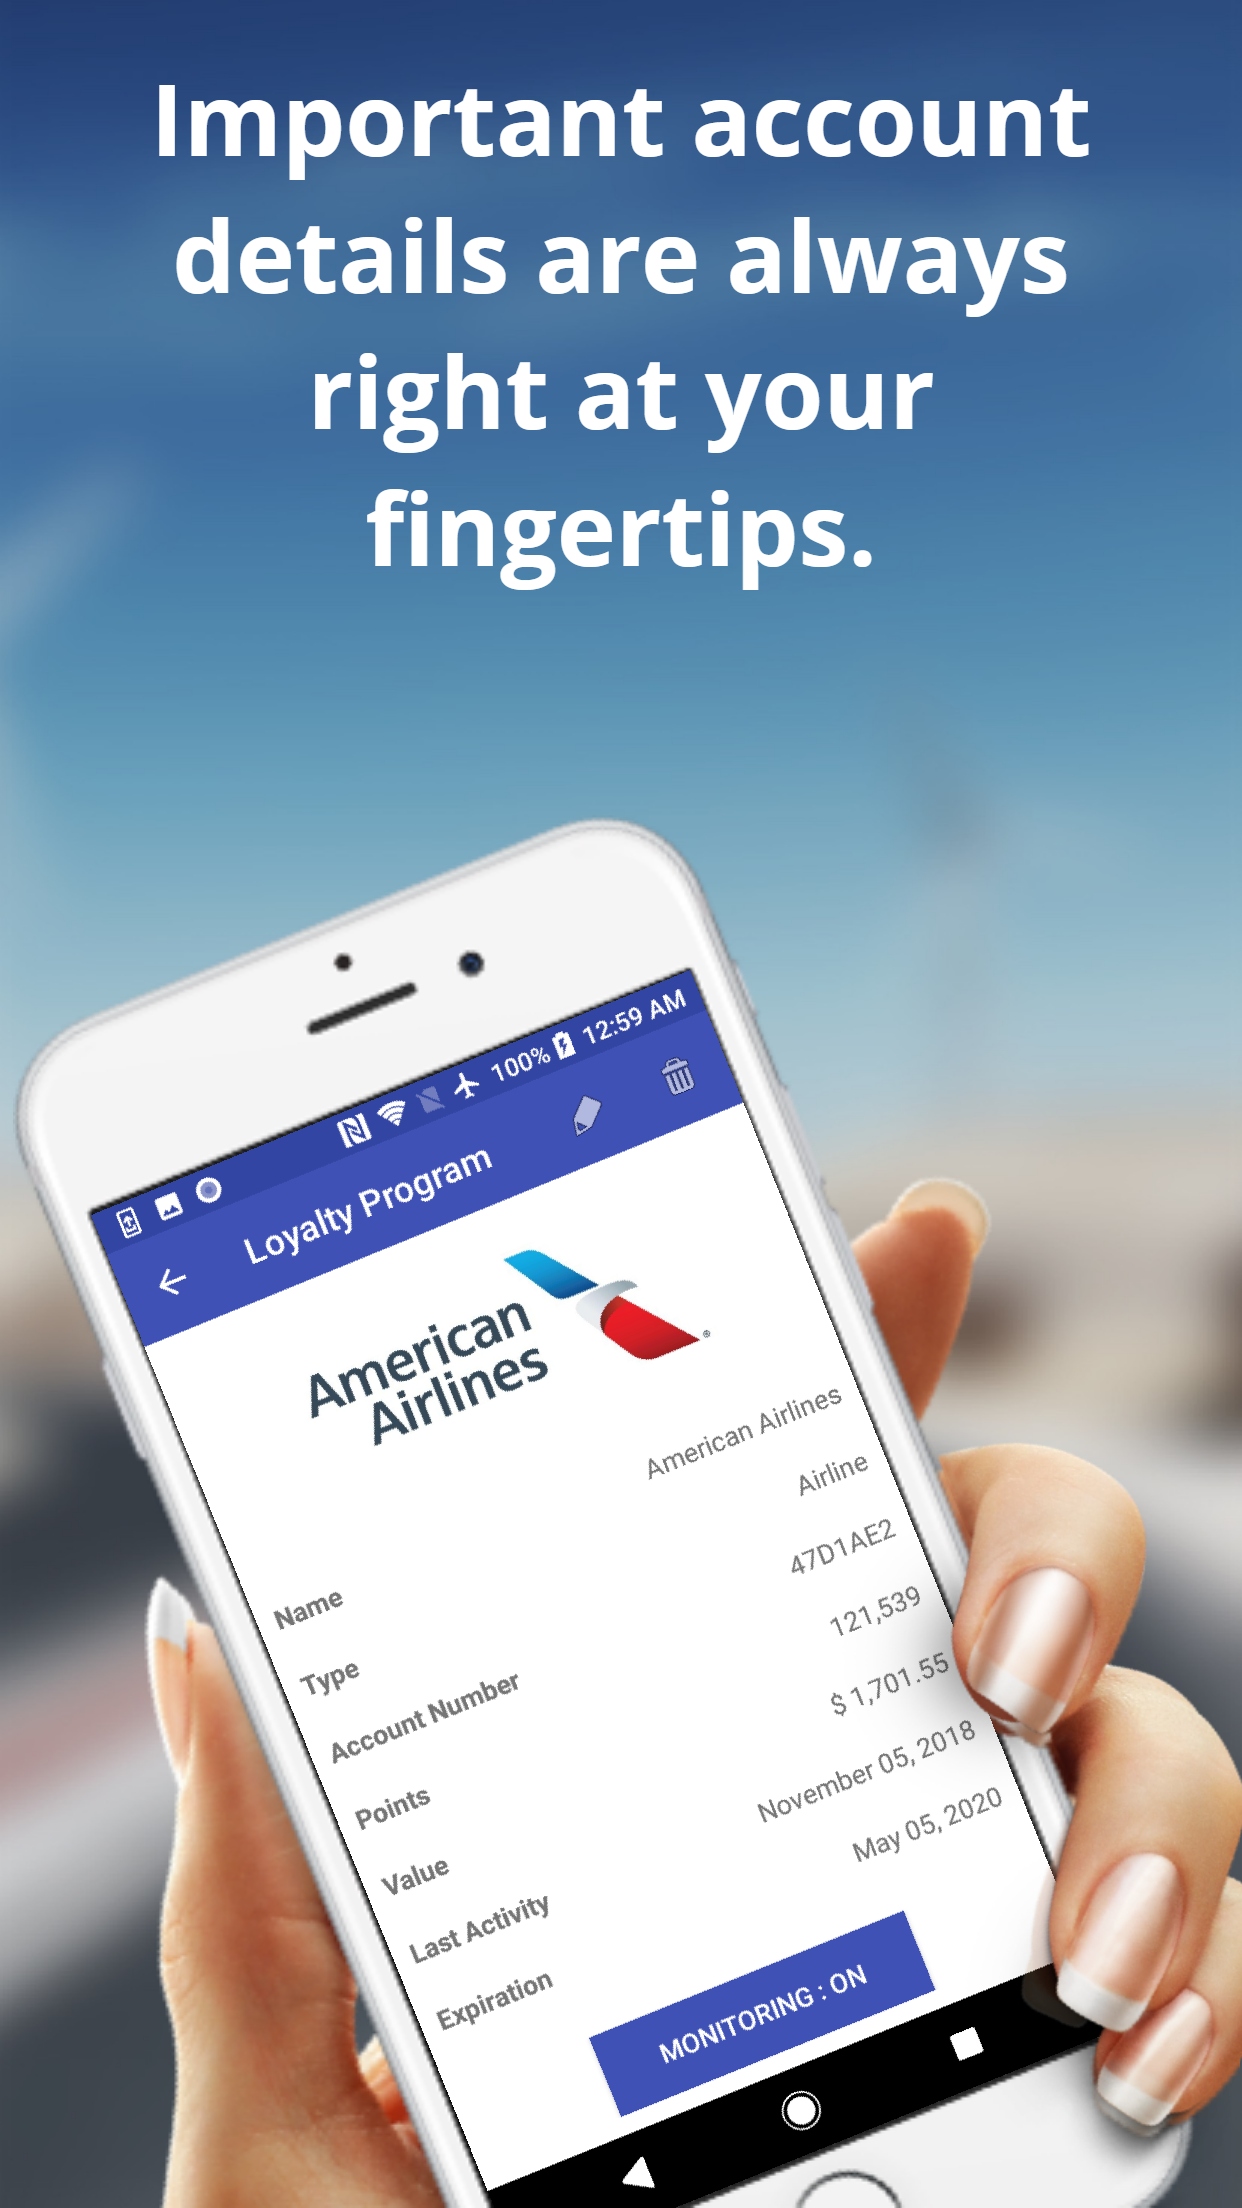 Important account
details are always
right at your
fingertips.
100% 12:59 AM
Loyalty Program
American
Airlines
®
Name American Airlines
Type Airline
Account Number 47D1AE2
Points 121,539
Value $ 1,701.55
Last Activity November 05, 2018
Expiration May 05, 2020
MONITORING : ON